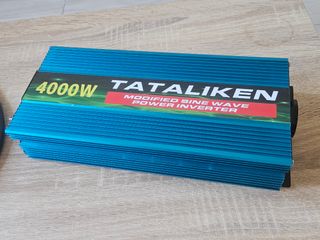 4000W
TATALIKEN
MODIFIED SINE WAVE
POWER INVERTER